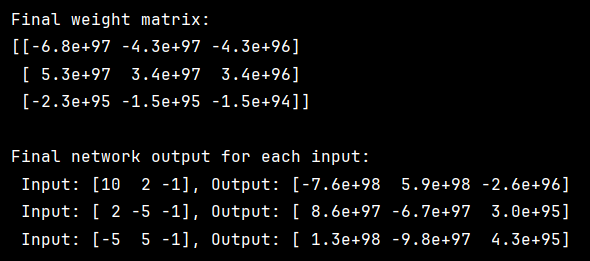 Final weight matrix:
[[-6.8e+97 -4.3e+97 -4.3e+96]
[ 5.3e+97 3.4e+97 3.4e+96]
[-2.3e+95 -1.5e+95 -1.5e+94]]
Final network output for each input:
Input: [10 2 -1], Output: [-7.6e+98 5.9e+98 -2.6e+96]
Input: [ 2 -5 -1], Output: [ 8.6e+97 -6.7e+97 3.0e+95]
Input: [-5 5 -1], Output: [ 1.3e+98 -9.8e+97 4.3e+95]